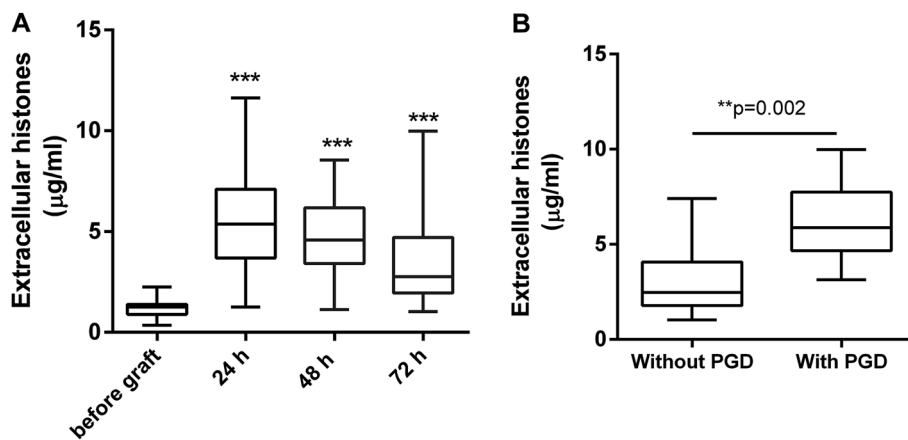 A
Extracellular histones
(μg/ml)
15
10
5
0
***
***
***
before graft
24 h
48 h
72 h
B
Extracellular histones
(μg/ml)
15
10
5
0
**p=0.002
Without PGD
With PGD